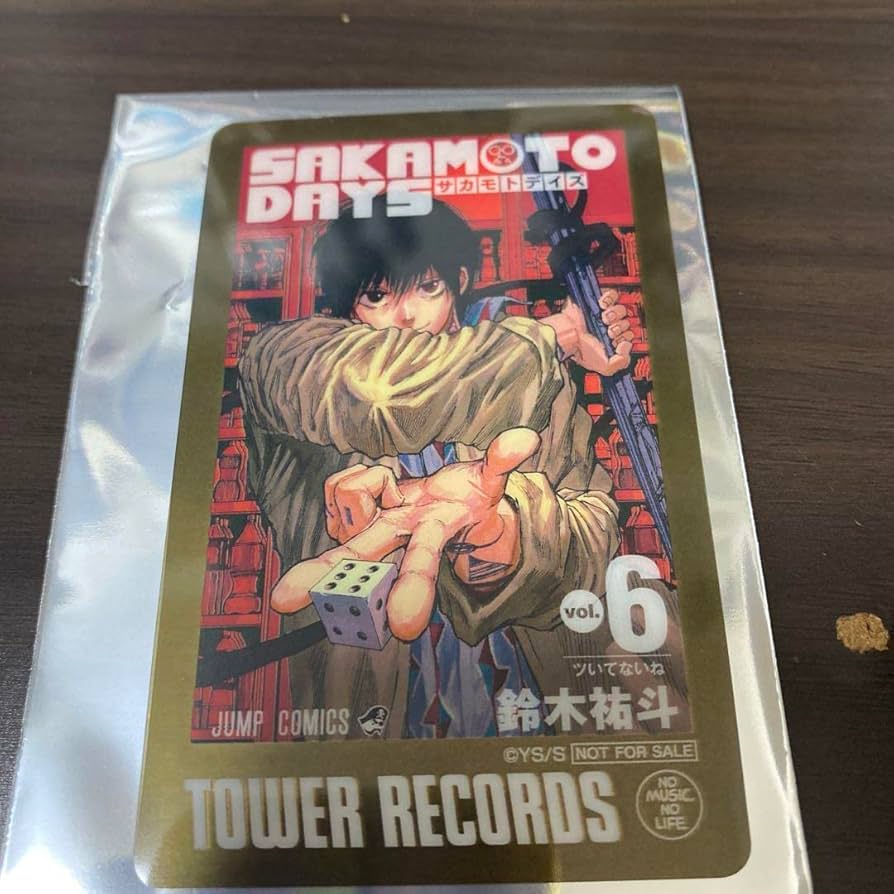 SAKAMOTO
DAYS サカモトデイズ
vol. 6
ツいてないね
鈴木祐斗
JUMP COMICS
©YS/S NOT FOR SALE
TOWER RECORDS
NO
MUSIC
NO
LIFE